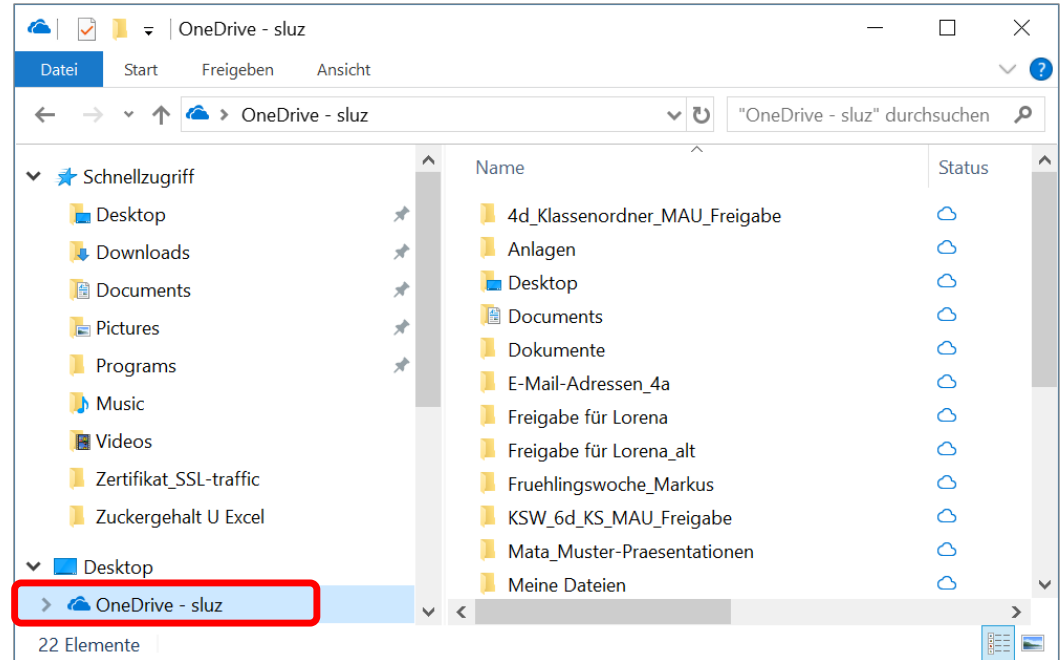 OneDrive - sluz
Datei Start Freigeben Ansicht ?
OneDrive - sluz "OneDrive - sluz" durchsuchen
Schnellzugriff
Desktop
Downloads
Documents
Pictures
Programs
Music
Videos
Zertifikat_SSL-traffic
Zuckergehalt U Excel
Desktop
OneDrive - sluz
Name Status
4d_Klassenordner_MAU_Freigabe
Anlagen
Desktop
Documents
Dokumente
E-Mail-Adressen_4a
Freigabe für Lorena
Freigabe für Lorena_alt
Fruehlingswoche_Markus
KSW_6d_KS_MAU_Freigabe
Mata_Muster-Praesentationen
Meine Dateien
22 Elemente